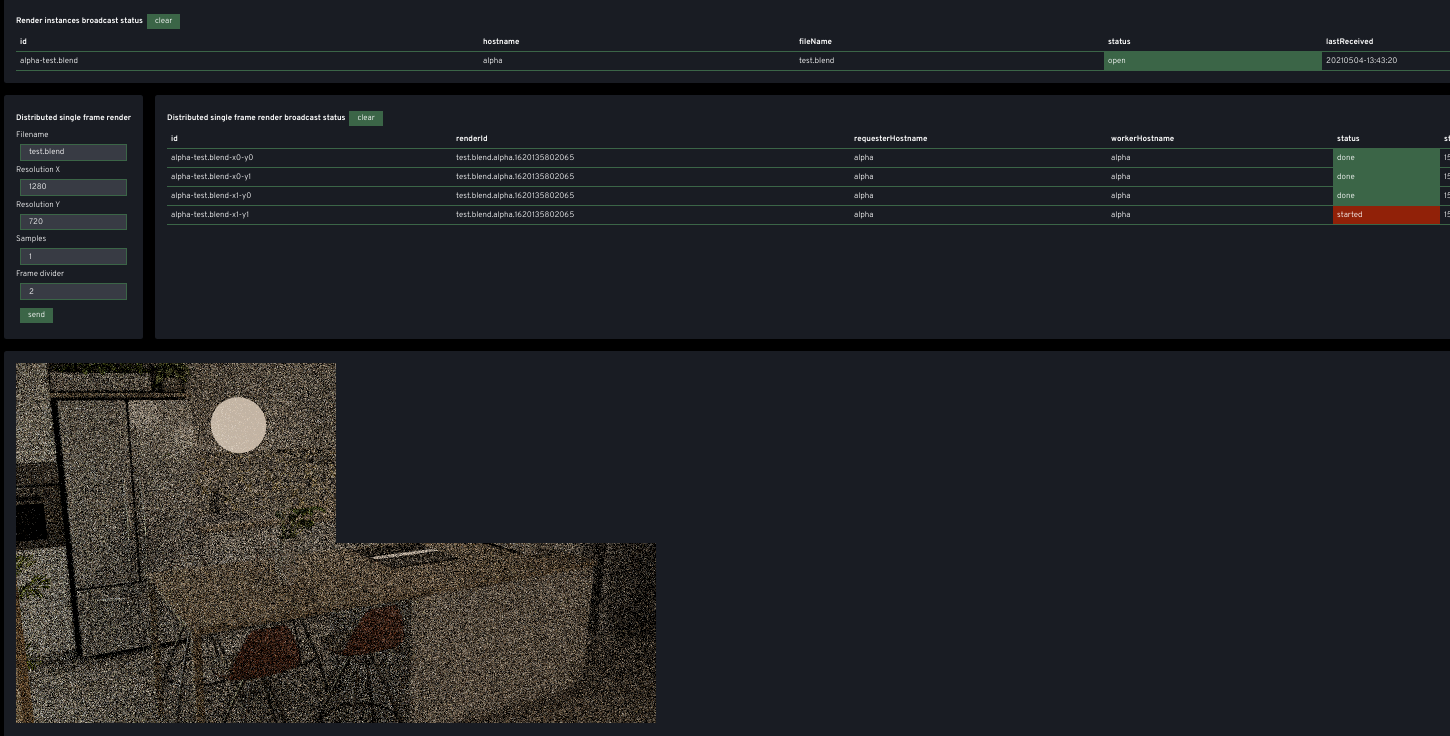 Render instances broadcast status clear
id hostname fileName status lastReceived
alpha-test.blend alpha test.blend open 20210504-13:43:20
Distributed single frame render
Filename
test.blend
Resolution X
1280
Resolution Y
720
Samples
1
Frame divider
2
send
Distributed single frame render broadcast status clear
id renderId requesterHostname workerHostname status st
alpha-test.blend-x0-y0 test.blend.alpha.1620135802065 alpha alpha done 15
alpha-test.blend-x0-y1 test.blend.alpha.1620135802065 alpha alpha done 15
alpha-test.blend-x1-y0 test.blend.alpha.1620135802065 alpha alpha done 15
alpha-test.blend-x1-y1 test.blend.alpha.1620135802065 alpha alpha started 15